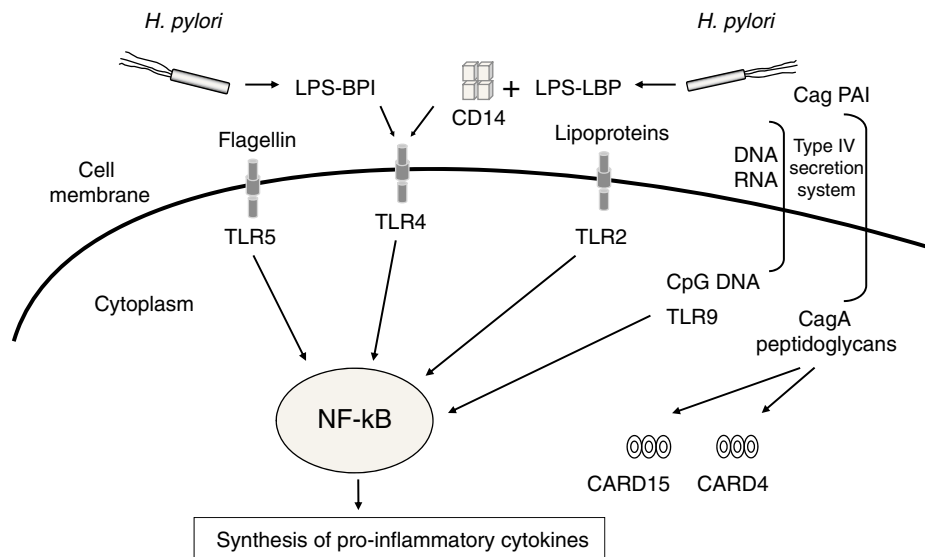 H. pylori
H. pylori
LPS-BPI
CD14
+
LPS-LBP
Cag PAI
Flagellin
Lipoproteins
Cell
membrane
DNA
RNA
Type IV
secretion
system
TLR5
TLR4
TLR2
Cytoplasm
CpG DNA
TLR9
CagA
peptidoglycans
NF-kB
CARD15
CARD4
Synthesis of pro-inflammatory cytokines